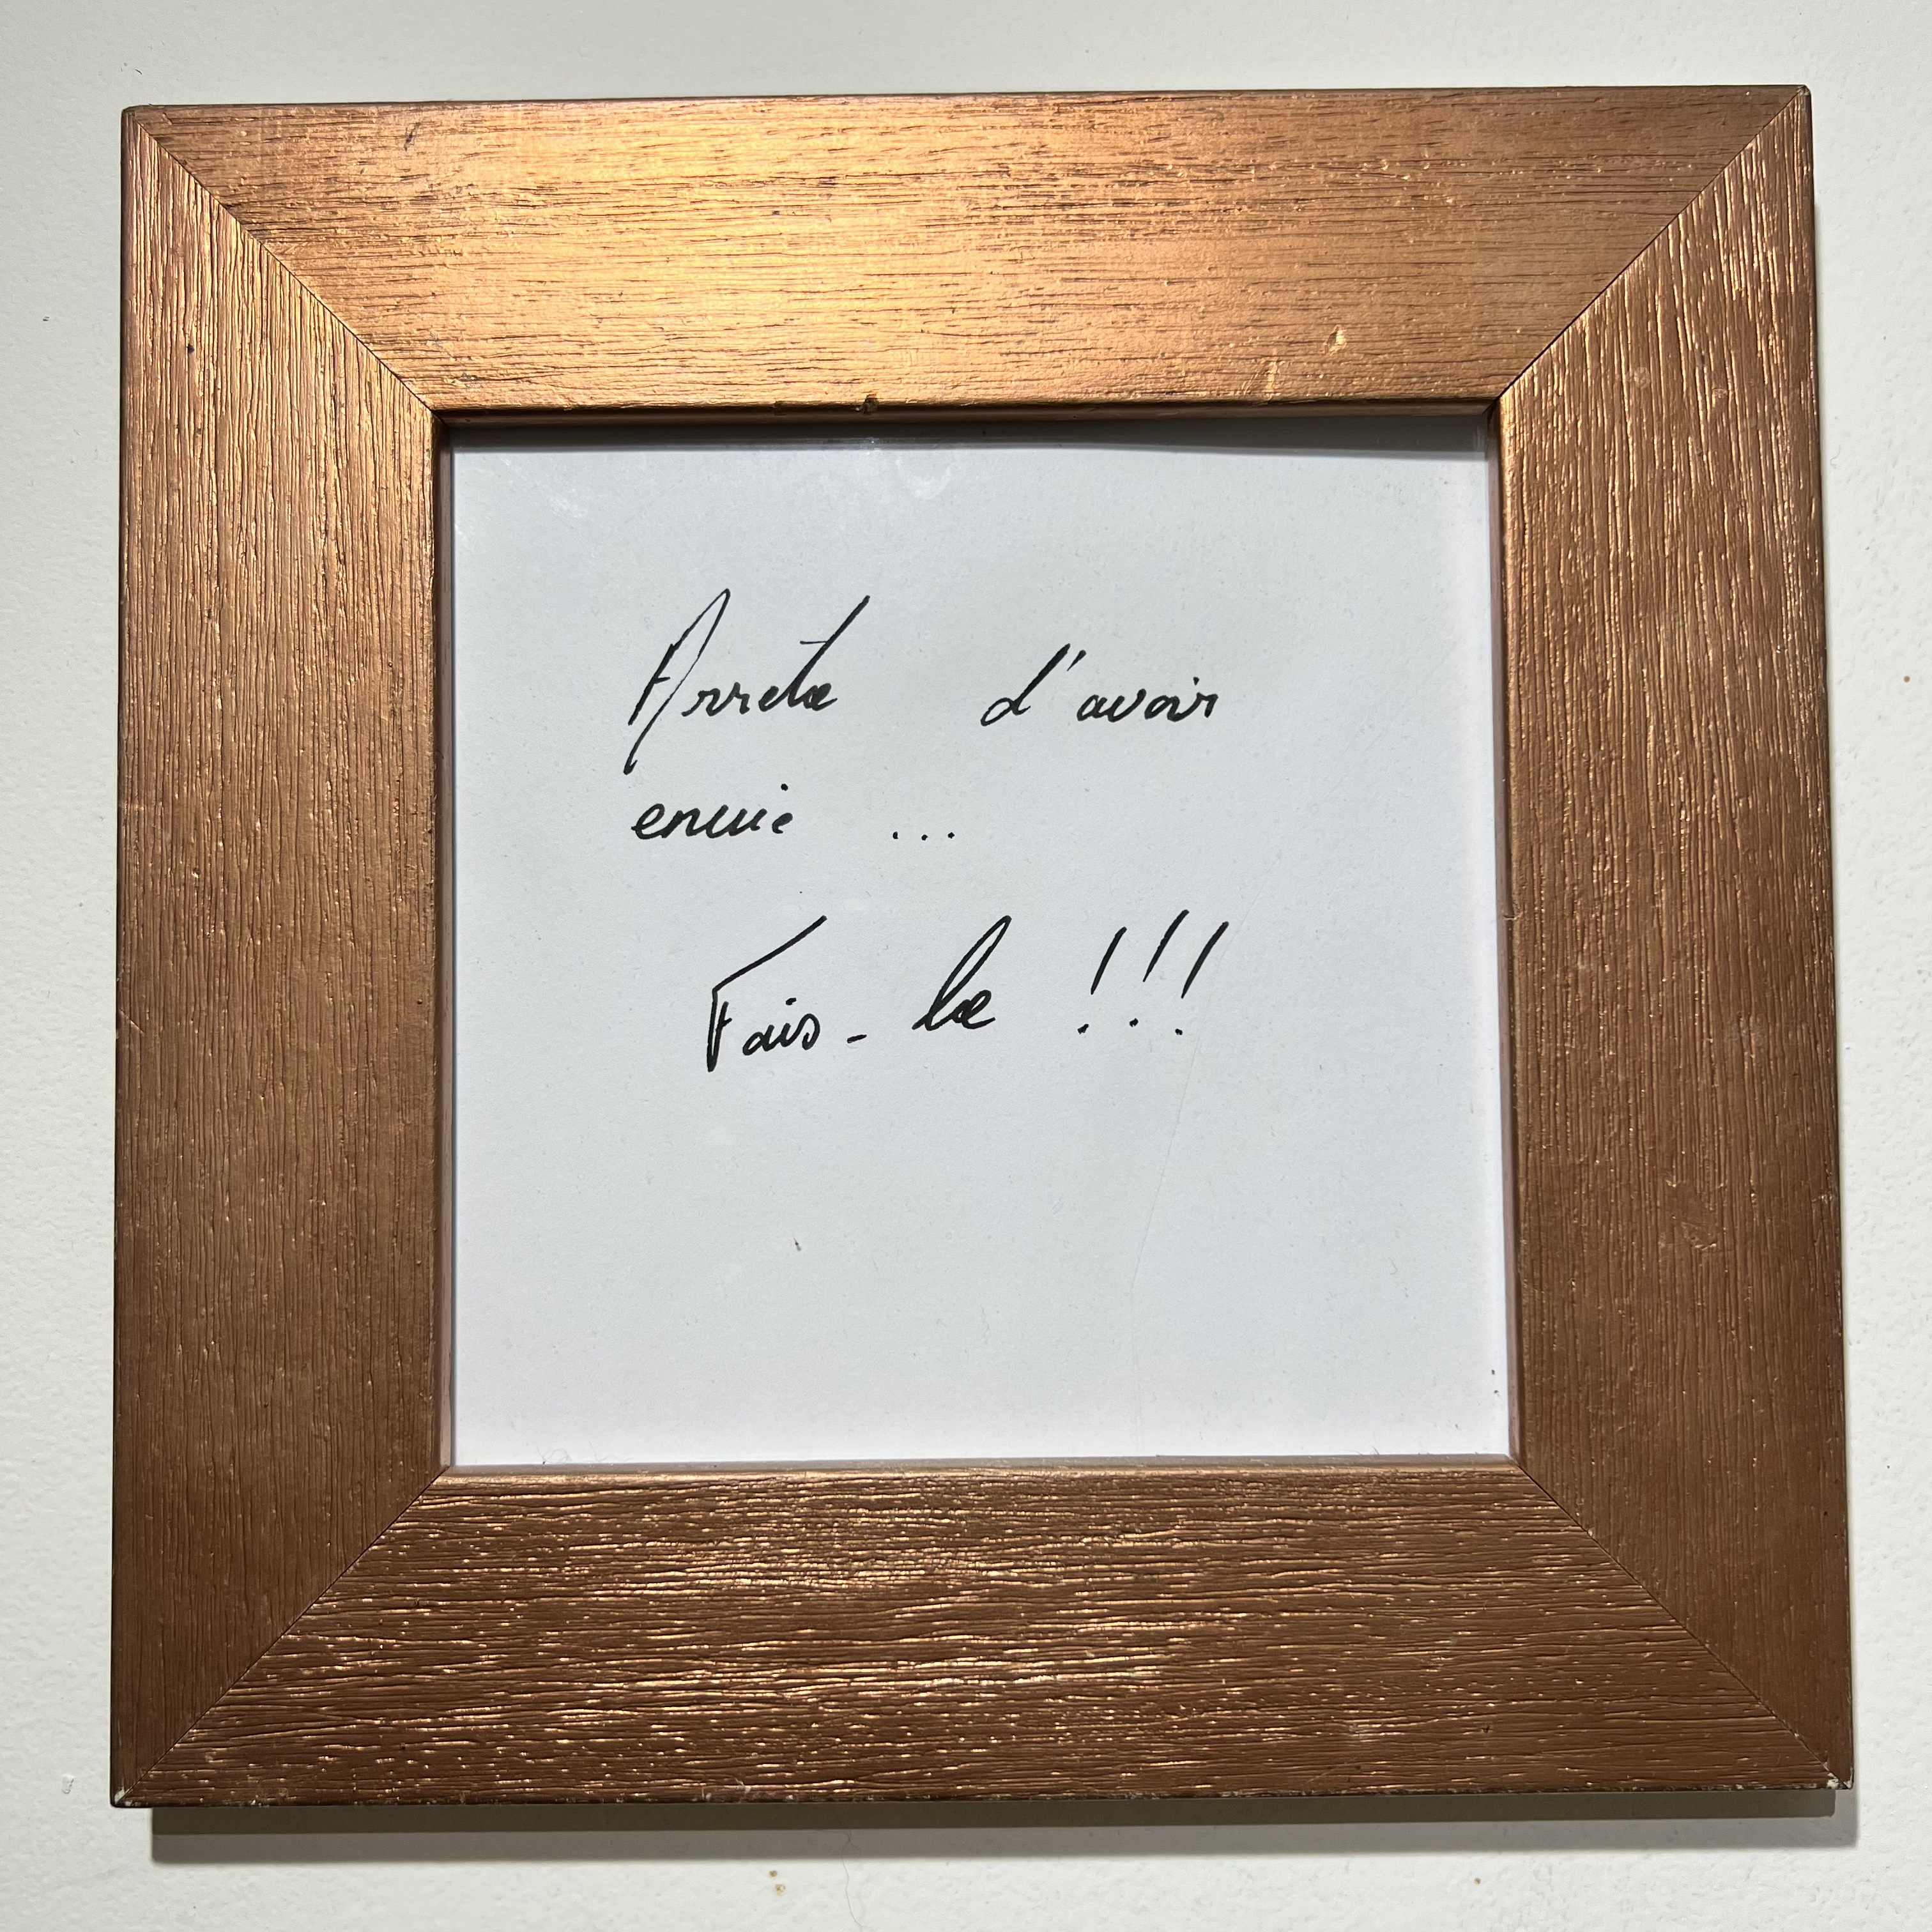 Arrete d'avoir
envie ...
Fais-le !!!